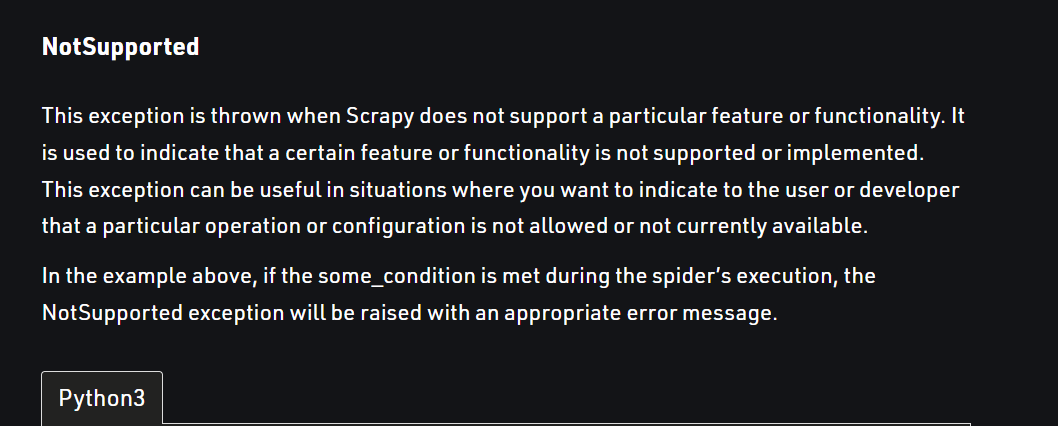 NotSupported
This exception is thrown when Scrapy does not support a particular feature or functionality. It
is used to indicate that a certain feature or functionality is not supported or implemented.
This exception can be useful in situations where you want to indicate to the user or developer
that a particular operation or configuration is not allowed or not currently available.
In the example above, if the some_condition is met during the spider’s execution, the
NotSupported exception will be raised with an appropriate error message.
Python3